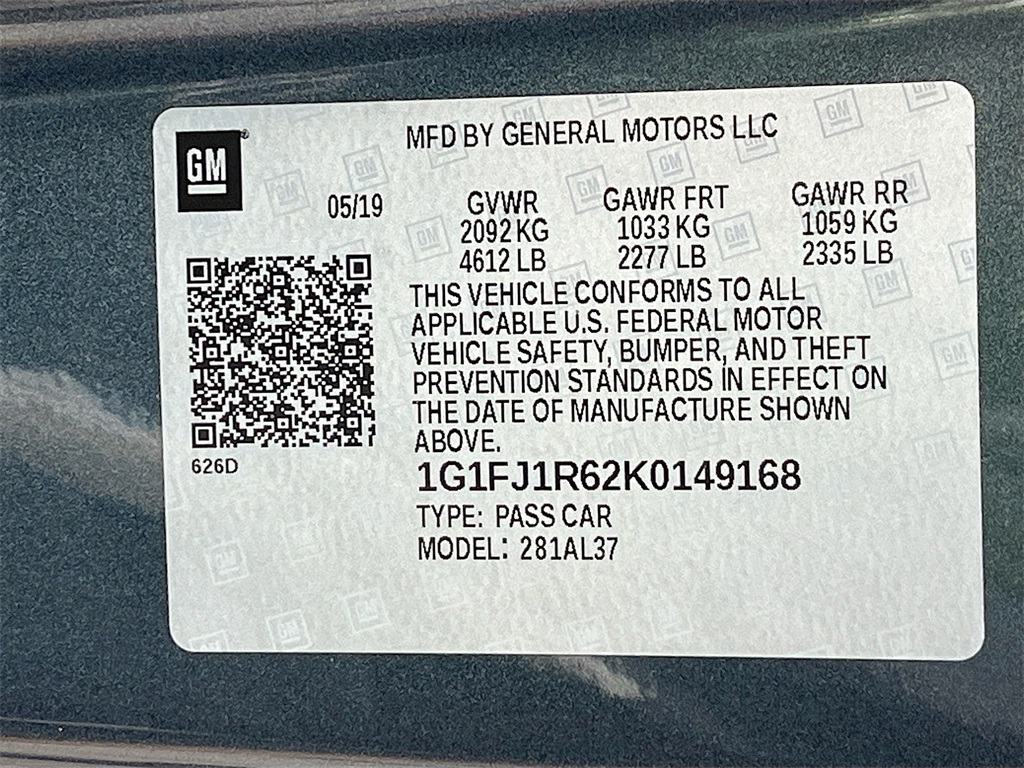 GM
MFD BY GENERAL MOTORS LLC
05/19
GVWR GAWR FRT GAWR RR
2092 KG 1033 KG 1059 KG
4612 LB 2277 LB 2335 LB
THIS VEHICLE CONFORMS TO ALL
APPLICABLE U.S. FEDERAL MOTOR
VEHICLE SAFETY, BUMPER, AND THEFT
PREVENTION STANDARDS IN EFFECT ON
THE DATE OF MANUFACTURE SHOWN
ABOVE.
626D
1G1FJ1R62K0149168
TYPE: PASS CAR
MODEL: 281AL37